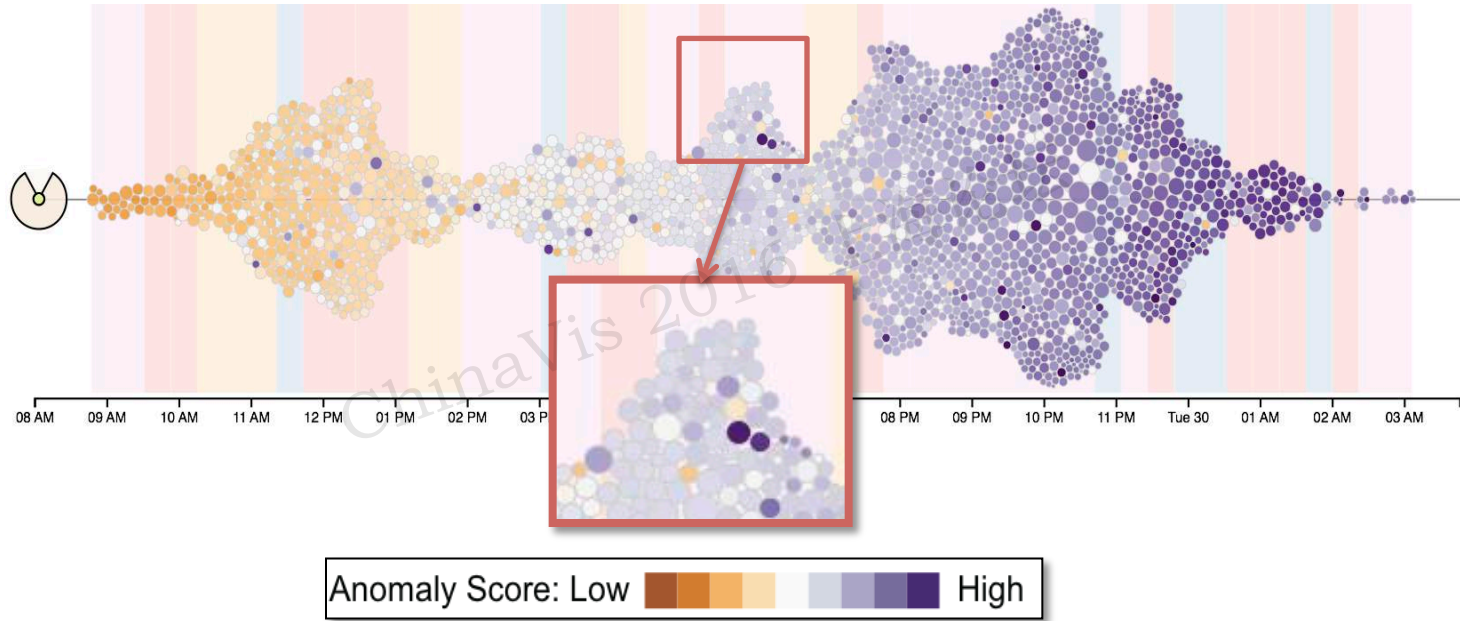 ChinaVis 2016
08 AM 09 AM 10 AM 11 AM 12 PM 01 PM 02 PM 08 PM 09 PM 10 PM 11 PM Tue 30 01 AM 02 AM 03 AM
Anomaly Score: Low High